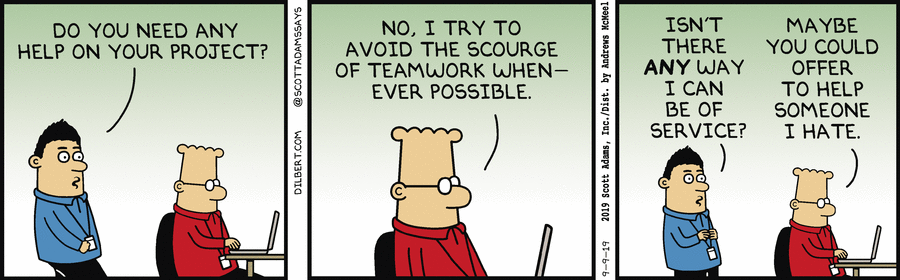 DO YOU NEED ANY
HELP ON YOUR PROJECT?
DILBERT.COM @SCOTTADAMSSAYS
NO, I TRY TO
AVOID THE SCOURGE
OF TEAMWORK WHEN—
EVER POSSIBLE.
9-9-19 2019 Scott Adams, Inc./Dist. by Andrews McMeel
ISN'T
THERE
ANY WAY
I CAN
BE OF
SERVICE?
MAYBE
YOU COULD
OFFER
TO HELP
SOMEONE
I HATE.